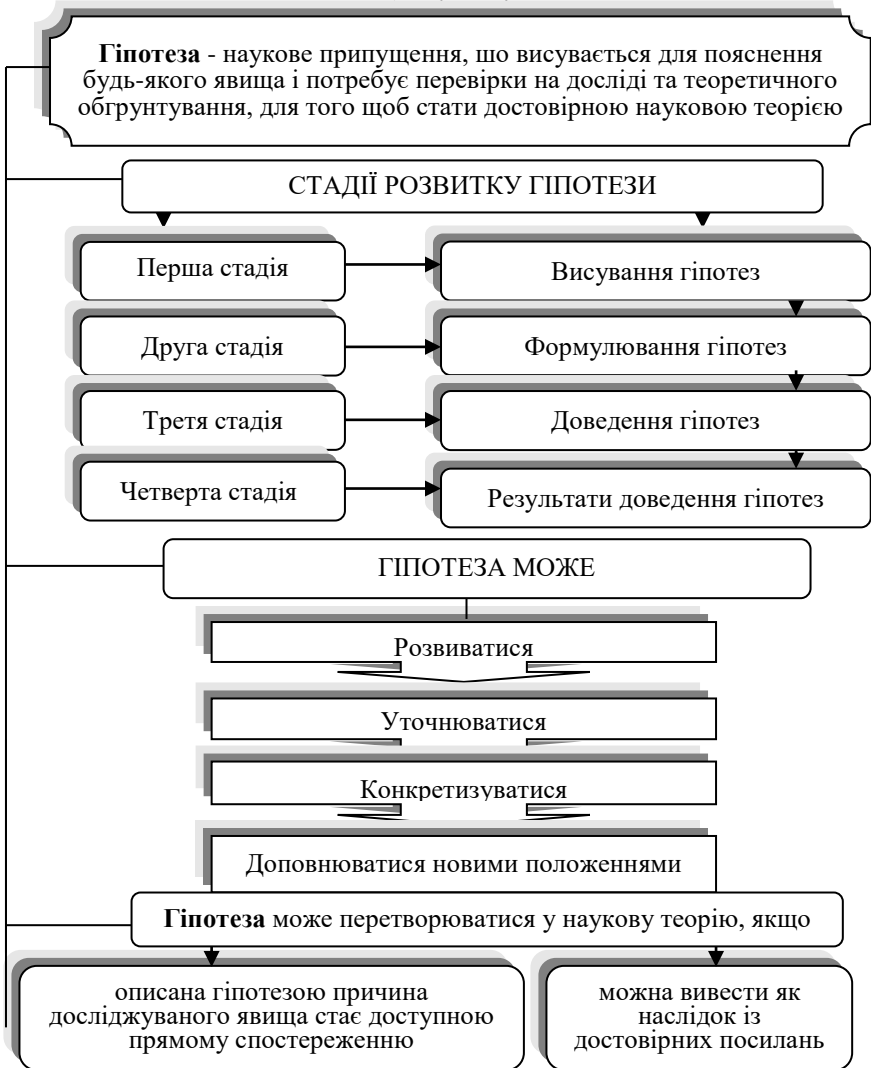 Гіпотеза - наукове припущення, шо висувається для пояснення
будь-якого явища і потребує перевірки на досліді та теоретичного
обгрунтування, для того щоб стати достовірною науковою теорією
СТАДІЇ РОЗВИТКУ ГІПОТЕЗИ
Перша стадія
Висування гіпотез
Друга стадія
Формулювання гіпотез
Третя стадія
Доведення гіпотез
Четверта стадія
Результати доведення гіпотез
ГІПОТЕЗА МОЖЕ
Розвиватися
Уточнюватися
Конкретизуватися
Доповнюватися новими положеннями
Гіпотеза може перетворюватися у наукову теорію, якщо
описана гіпотезою причина
досліджуваного явища стає доступною
прямому спостереженню
можна вивести як
наслідок із
достовірних посилань